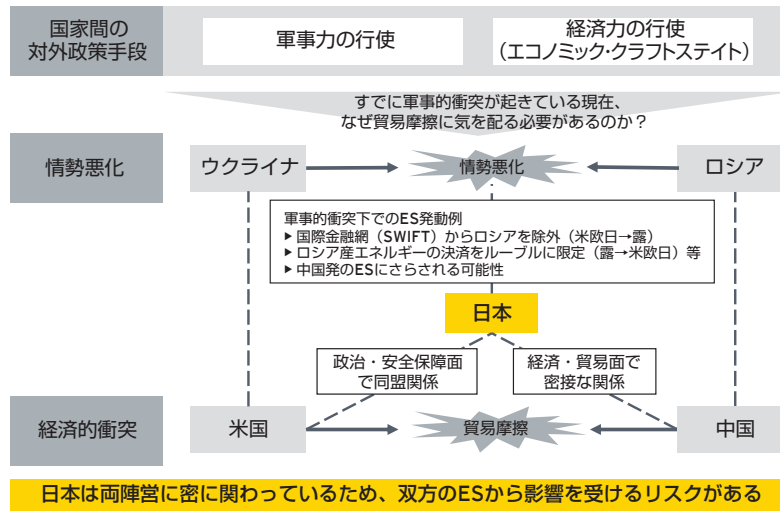 国家間の
対外政策手段
軍事力の行使
経済力の行使
（エコノミック・クラフトステイト）
すでに軍事的衝突が起きている現在、
なぜ貿易摩擦に気を配る必要があるのか？
情勢悪化
ウクライナ
情勢悪化
ロシア
軍事的衝突下でのES発動例
▶ 国際金融網（SWIFT）からロシアを除外（米欧日→露）
▶ ロシア産エネルギーの決済をルーブルに限定（露→米欧日）等
▶ 中国発のESにさらされる可能性
日本
政治・安全保障面
で同盟関係
経済・貿易面で
密接な関係
経済的衝突
米国
貿易摩擦
中国
日本は両陣営に密に関わっているため、双方のESから影響を受けるリスクがある